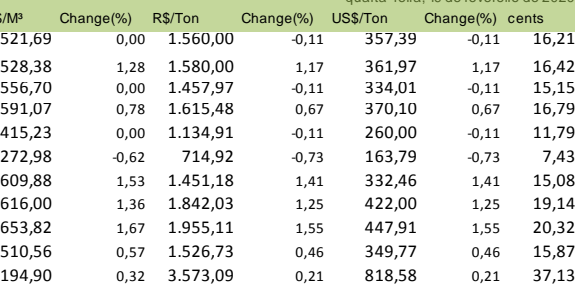 /M³ Change(%) R$/Ton Change(%) US$/Ton Change(%) cents
521,69 0,00 1.560,00 -0,11 357,39 -0,11 16,21
528,38 1,28 1.580,00 1,17 361,97 1,17 16,42
556,70 0,00 1.457,97 -0,11 334,01 -0,11 15,15
591,07 0,78 1.615,48 0,67 370,10 0,67 16,79
415,23 0,00 1.134,91 -0,11 260,00 -0,11 11,79
272,98 -0,62 714,92 -0,73 163,79 -0,73 7,43
609,88 1,53 1.451,18 1,41 332,46 1,41 15,08
616,00 1,36 1.842,03 1,25 422,00 1,25 19,14
653,82 1,67 1.955,11 1,55 447,91 1,55 20,32
510,56 0,57 1.526,73 0,46 349,77 0,46 15,87
194,90 0,32 3.573,09 0,21 818,58 0,21 37,13